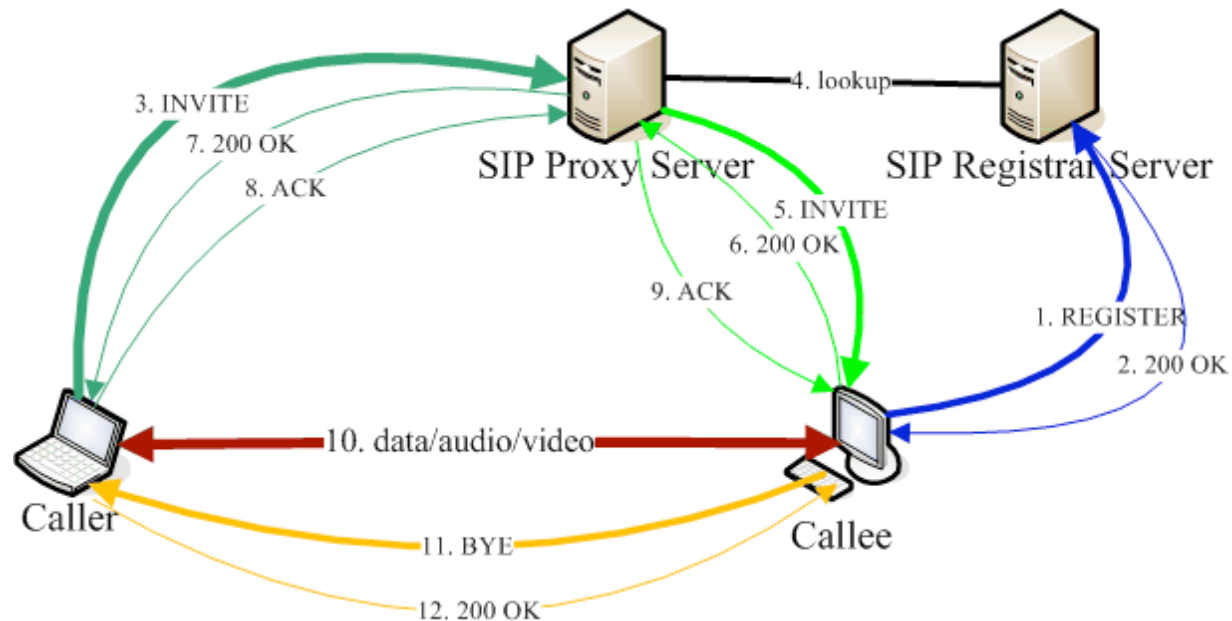 3. INVITE
4. lookup
7. 200 OK
SIP Proxy Server
SIP Registrar Server
8. ACK
5. INVITE
6. 200 OK
9. ACK
1. REGISTER
2. 200 OK
10. data/audio/video
Caller
Callee
11. BYE
12. 200 OK